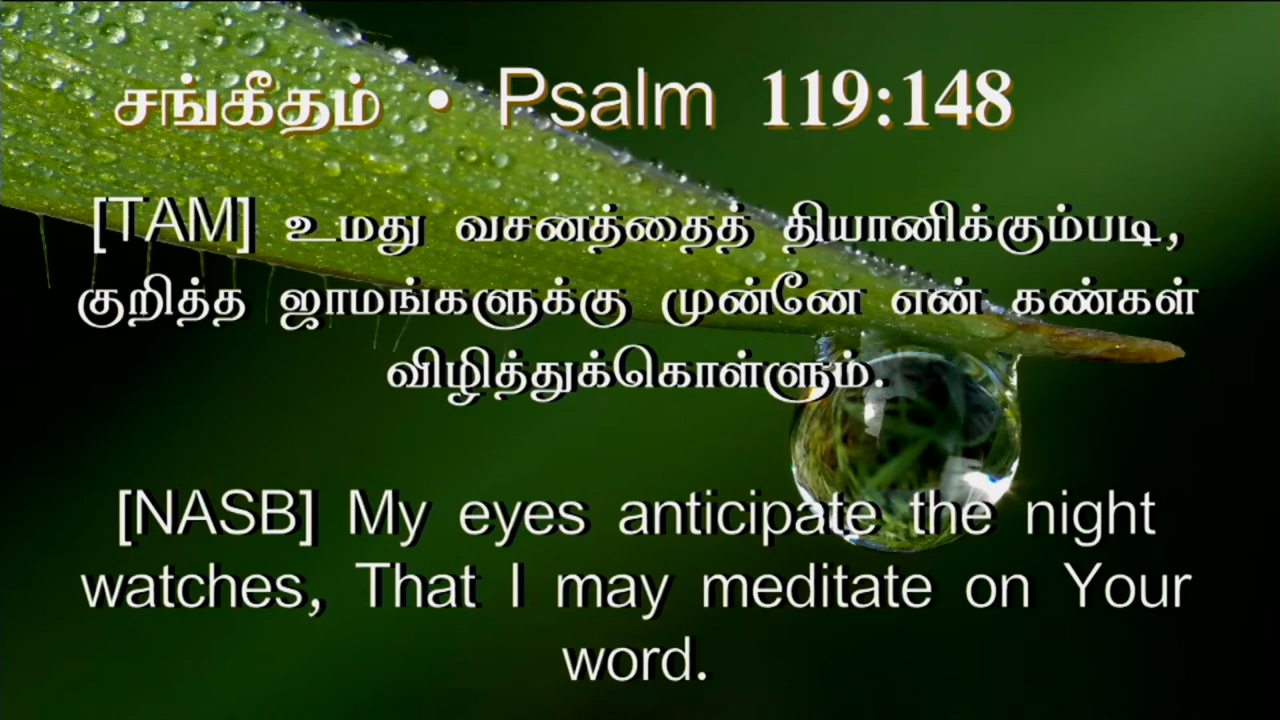 சங்கீதம் • Psalm 119:148
[TAM] உமது வசனத்தைத் தியானிக்கும்படி,
குறித்த ஜாமங்களுக்கு முன்னே என் கண்கள்
விழித்துக்கொள்ளும்.
[NASB] My eyes anticipate the night
watches, That I may meditate on Your
word.